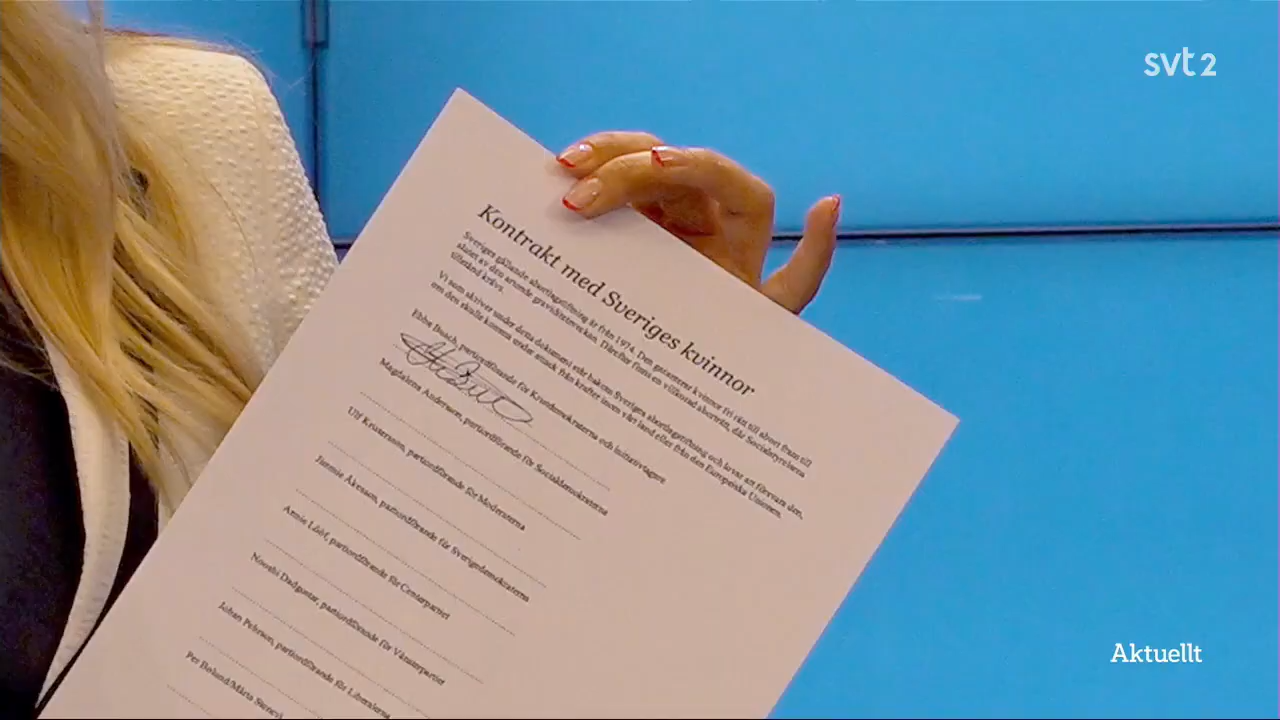 svt2
Kontrakt med Sveriges kvinnor
Sveriges gällande abortlagstiftning är från 1974. Den garanterar kvinnor fri rätt till abort fram till
slutet av den artonde graviditetsveckan. Därefter finns en villkorad aborträtt, där Socialstyrelsens
tillstånd krävs.
Vi som skriver under detta dokument står bakom Sveriges abortlagstiftning och lovar att försvara den,
om den skulle komma under attack från krafter inom vårt land eller från den Europeiska Unionen.
Ebba Busch, partiordförande för Kristdemokraterna och initiativtagare
Magdalena Andersson, partiordförande för Socialdemokraterna
Ulf Kristersson, partiordförande för Moderaterna
Jimmie Åkesson, partiordförande för Sverigedemokraterna
Annie Lööf, partiordförande för Centerpartiet
Nooshi Dadgostar, partiordförande för Vänsterpartiet
Johan Pehrson, partiordförande för Liberalerna
Per Bolund/Märta Stenevi
Aktuellt